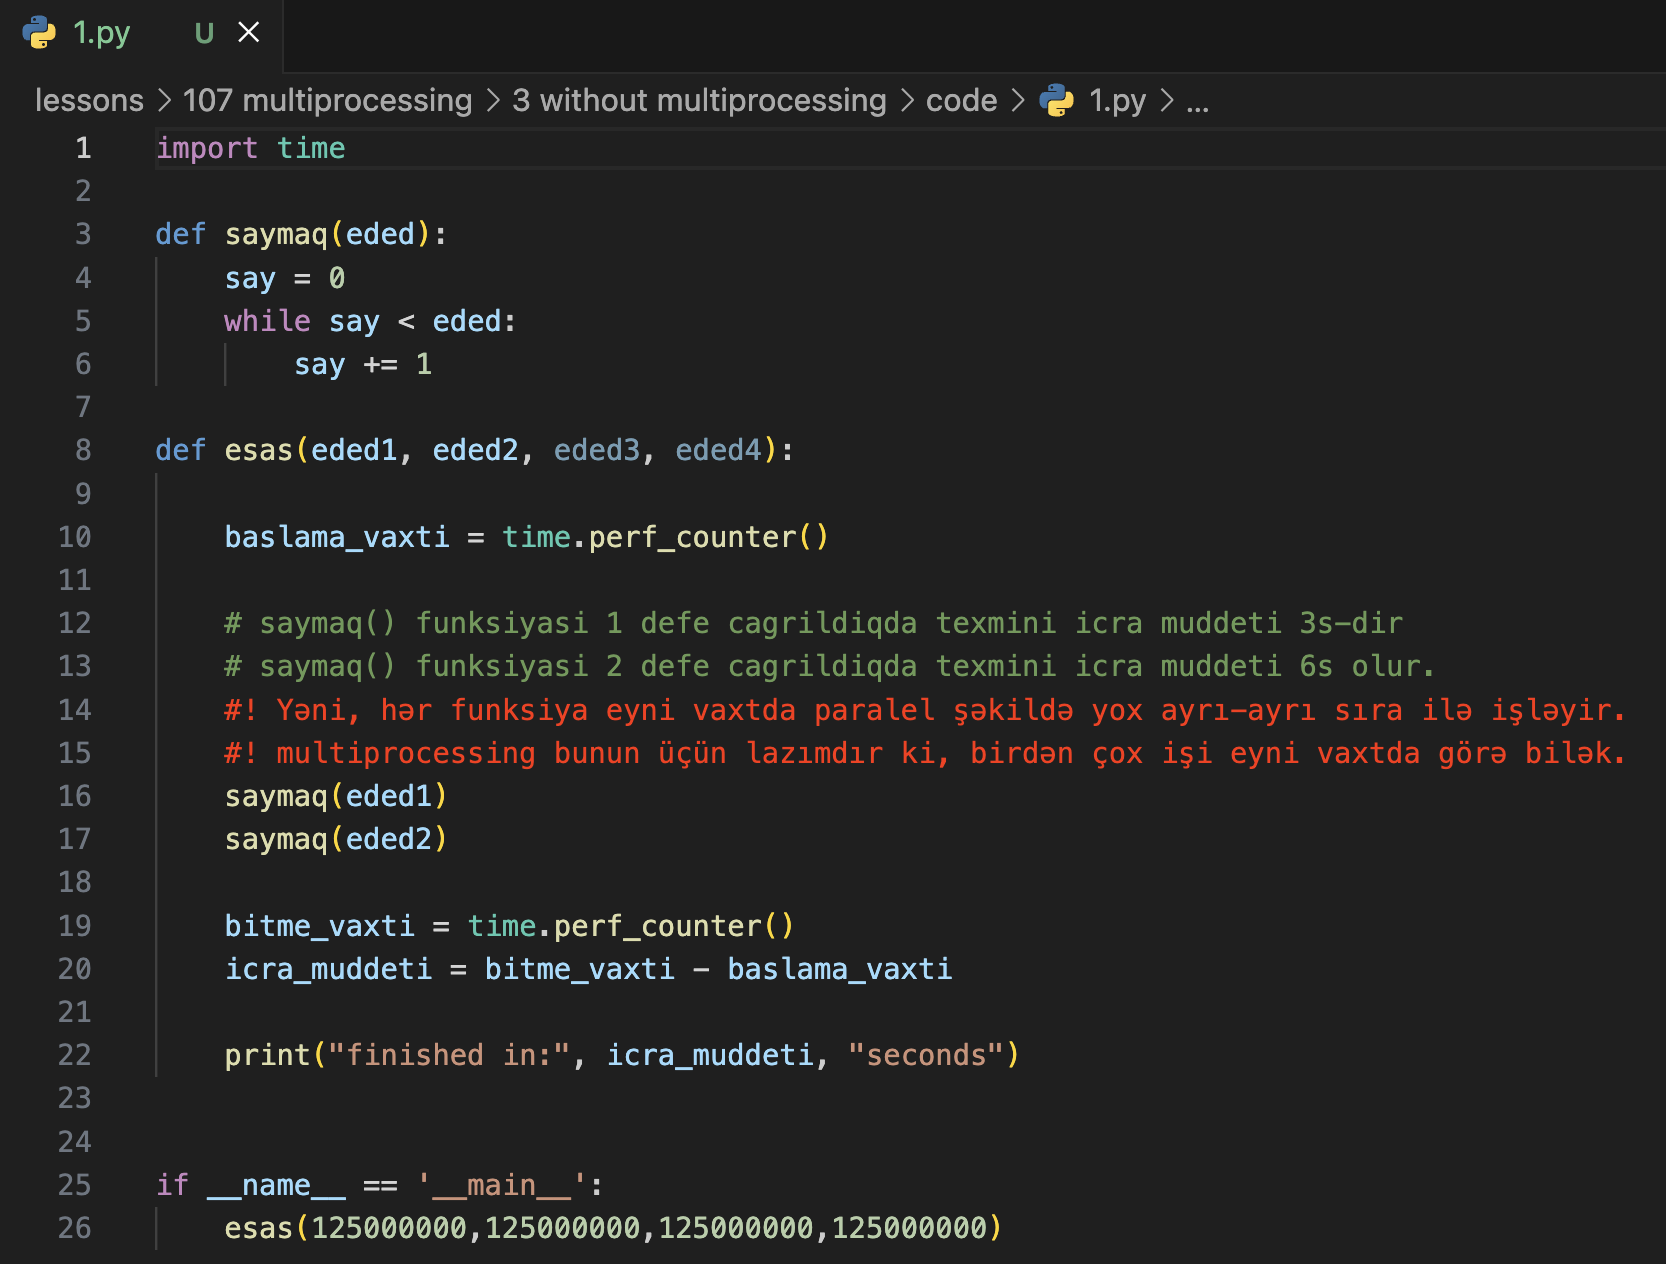 1.py U
lessons > 107 multiprocessing > 3 without multiprocessing > code > 1.py > ...
1 import time
2
3 def saymaq(eded):
4     say = 0
5     while say < eded:
6         say += 1
7
8 def esas(eded1, eded2, eded3, eded4):
9
10     baslama_vaxti = time.perf_counter()
11
12     # saymaq() funksiyasi 1 defe cagrildiqda texmini icra muddeti 3s-dir
13     # saymaq() funksiyasi 2 defe cagrildiqda texmini icra muddeti 6s olur.
14     #! Yəni, hər funksiya eyni vaxtda paralel şəkildə yox ayrı-ayrı sıra ilə işləyir.
15     #! multiprocessing bunun üçün lazımdır ki, birdən çox işi eyni vaxtda görə bilək.
16     saymaq(eded1)
17     saymaq(eded2)
18
19     bitme_vaxti = time.perf_counter()
20     icra_muddeti = bitme_vaxti - baslama_vaxti
21
22     print("finished in:", icra_muddeti, "seconds")
23
24
25 if __name__ == '__main__':
26     esas(125000000,125000000,125000000,125000000)